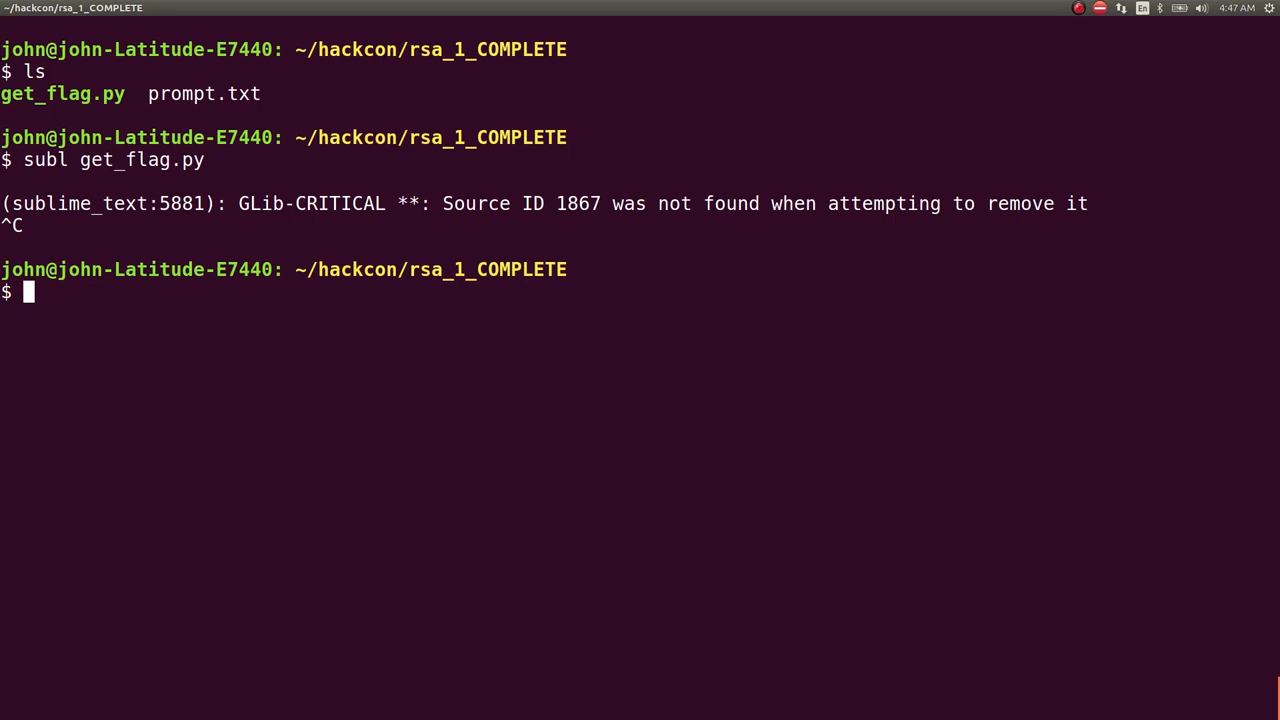 ~/hackcon/rsa_1_COMPLETE
En
4:47 AM
john@john-Latitude-E7440: ~/hackcon/rsa_1_COMPLETE
$ ls
get_flag.py  prompt.txt
john@john-Latitude-E7440: ~/hackcon/rsa_1_COMPLETE
$ subl get_flag.py
(sublime_text:5881): GLib-CRITICAL **: Source ID 1867 was not found when attempting to remove it
^C
john@john-Latitude-E7440: ~/hackcon/rsa_1_COMPLETE
$